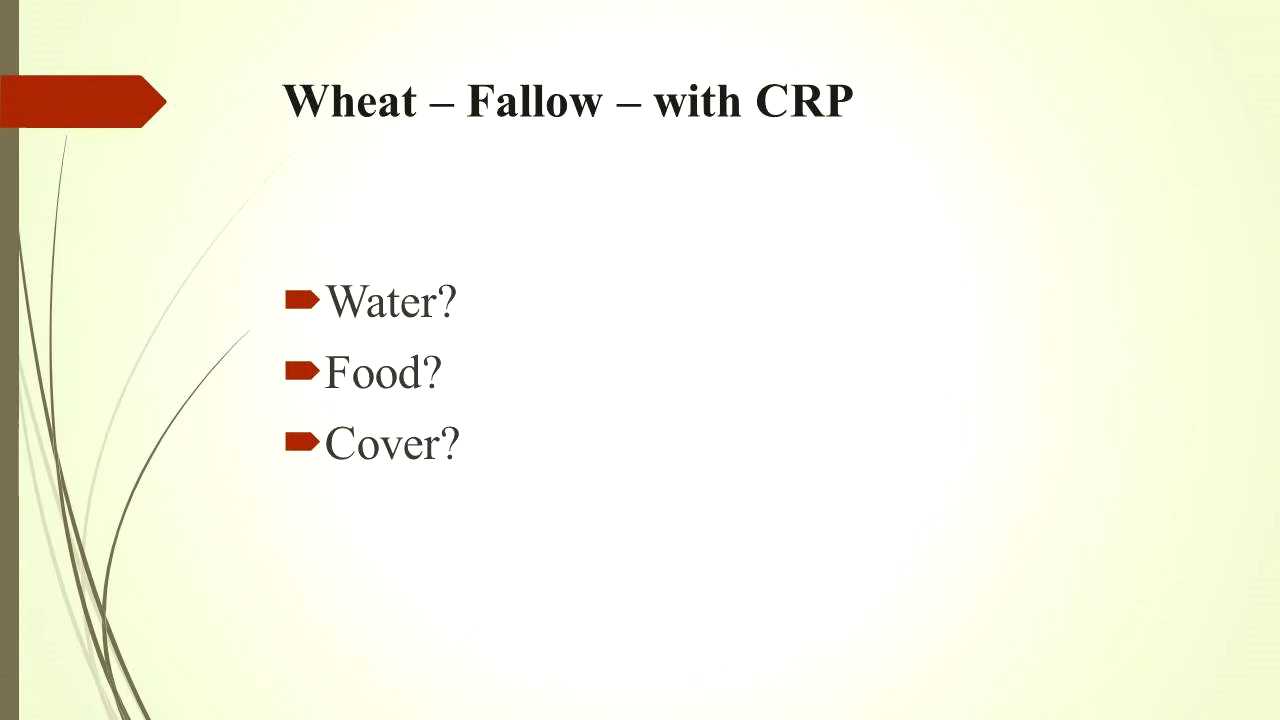 Wheat – Fallow – with CRP
Water?
Food?
Cover?